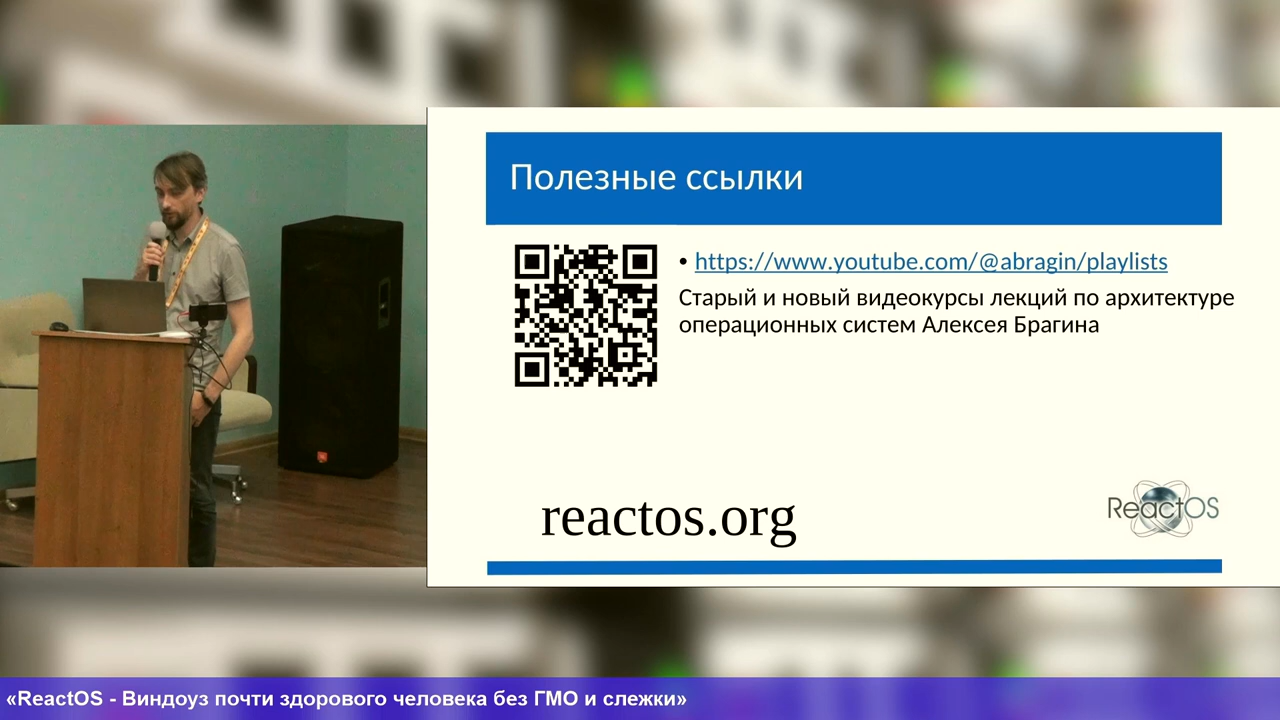 Полезные ссылки
• https://www.youtube.com/@abragin/playlists
Старый и новый видеокурсы лекций по архитектуре
операционных систем Алексея Брагина
reactos.org
ReactOS
«ReactOS - Виндоуз почти здорового человека без ГМО и слежки»